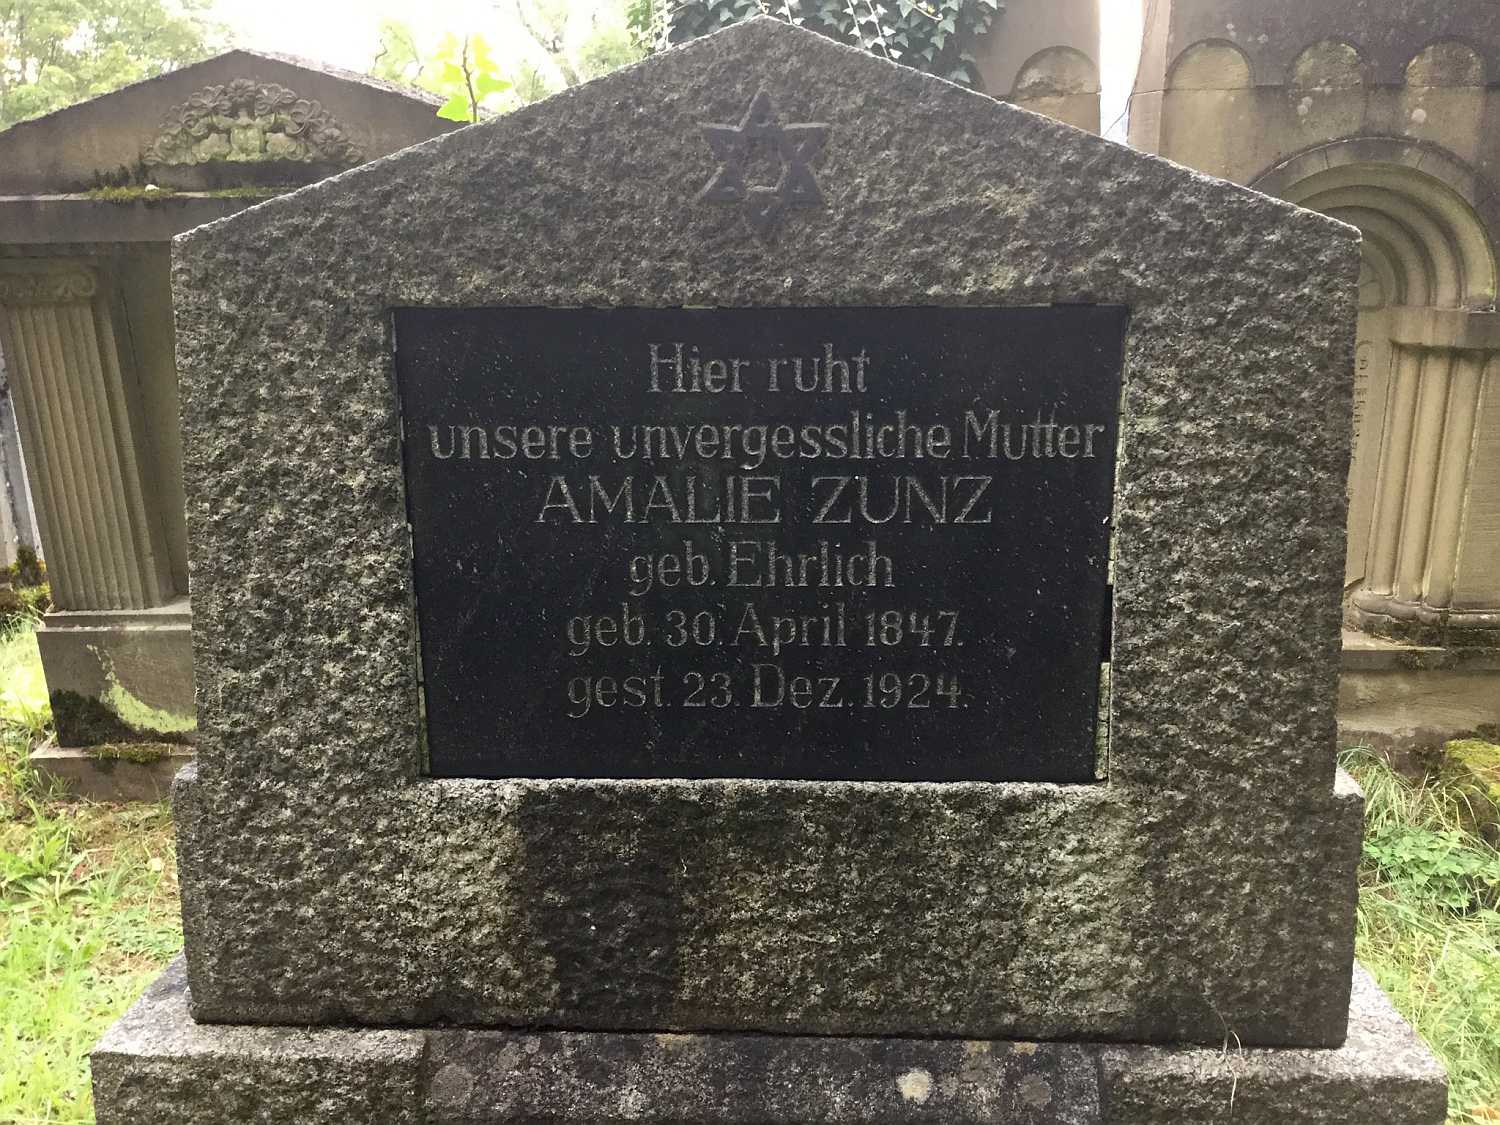 Hier ruht
unsere unvergessliche Mutter
AMALIE ZUNZ
geb. Ehrlich
geb. 30. April 1847.
gest. 23. Dez. 1924.